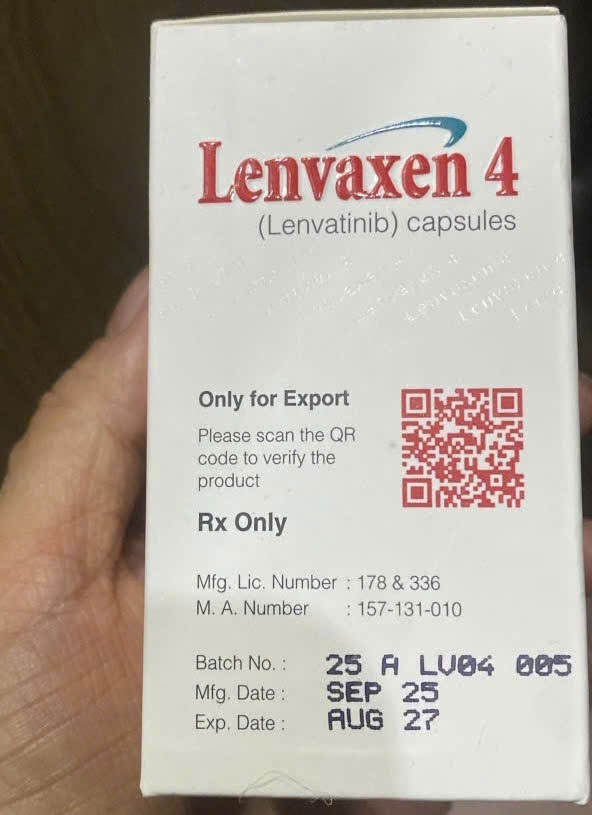 Lenvaxen 4
(Lenvatinib) capsules
Only for Export
Please scan the QR
code to verify the
product
Rx Only
Mfg. Lic. Number : 178 & 336
M. A. Number : 157-131-010
Batch No. : 25 A LV04 005
Mfg. Date : SEP 25
Exp. Date : AUG 27